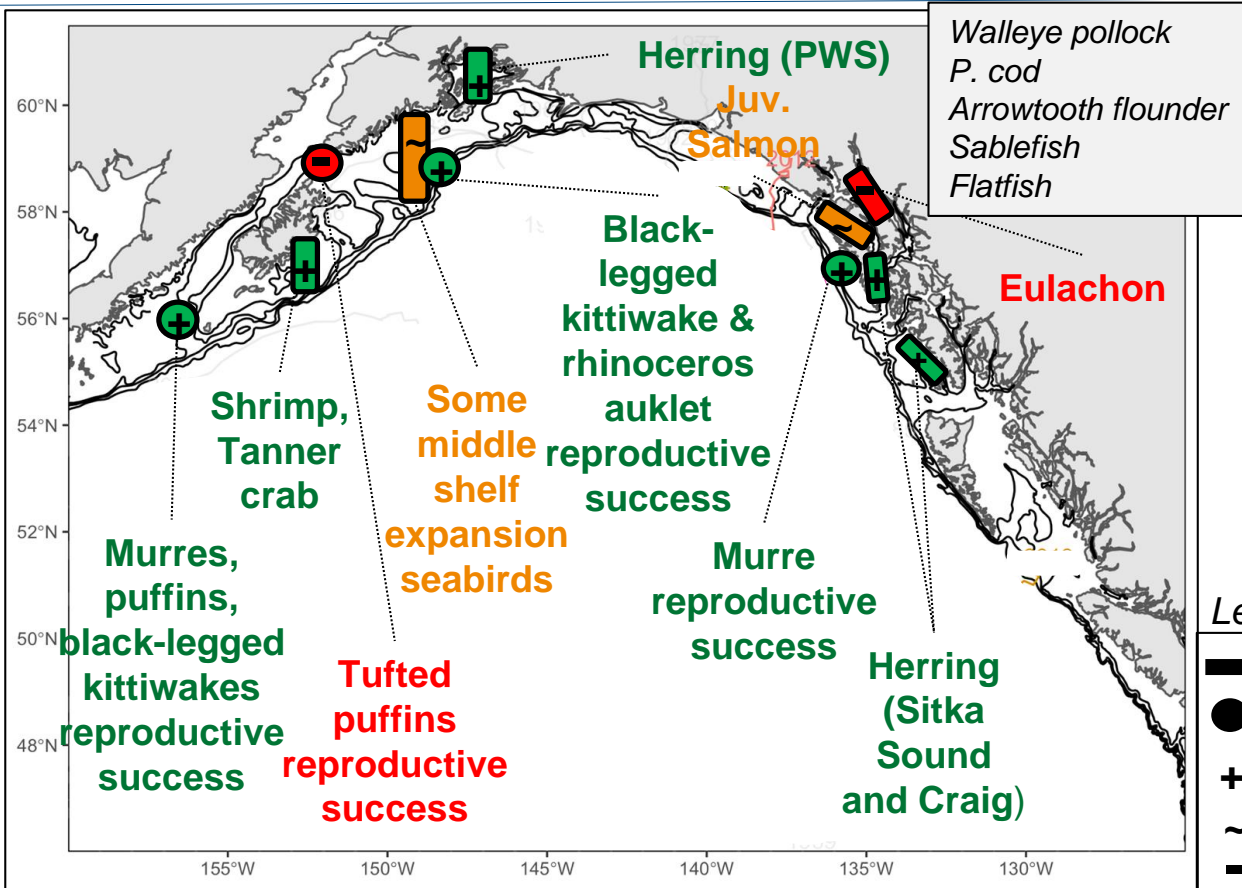 Walleye pollock
P. cod
Arrowtooth flounder
Sablefish
Flatfish
Herring (PWS)
Juv.
Salmon
Eulachon
Black-
legged
kittiwake &
rhinoceros
auklet
reproductive
success
Shrimp,
Tanner
crab
Some
middle
shelf
expansion
seabirds
Murres,
puffins,
black-legged
kittiwakes
reproductive
success
Tufted
puffins
reproductive
success
Murre
reproductive
success
Herring
(Sitka
Sound
and Craig)
60°N
58°N
56°N
54°N
52°N
50°N
48°N
155°W
150°W
145°W
140°W
135°W
130°W
+
~
-
+
+
+
-
~
+
+
+
Le
+
~
-